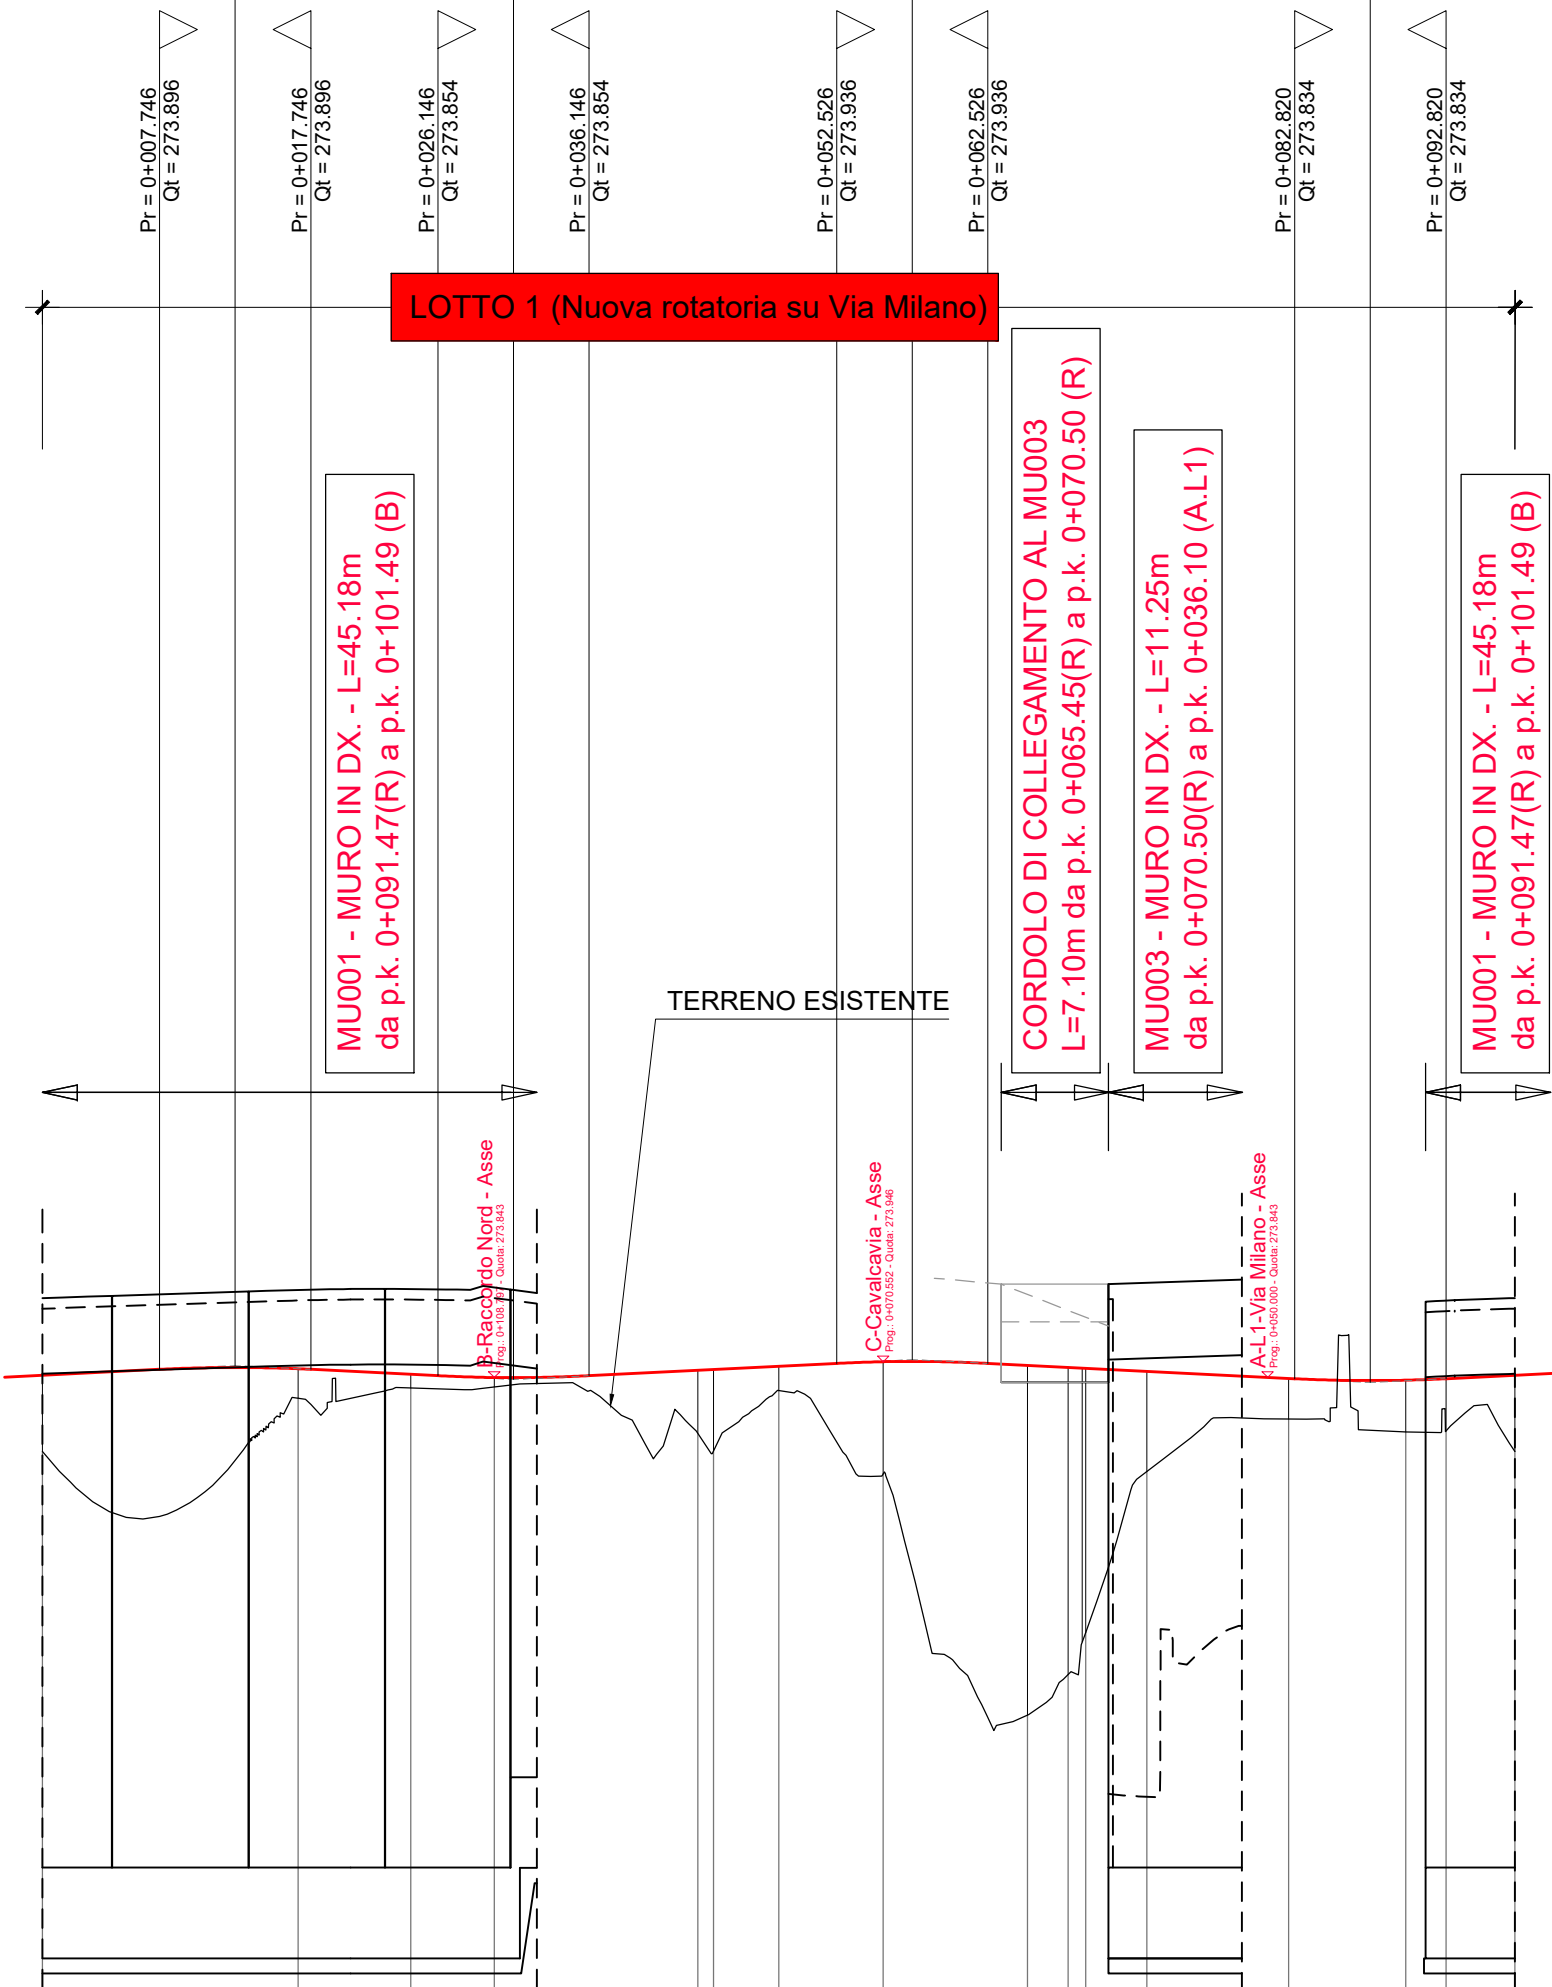 Pr = 0+007.746
Qt = 273.896
Pr = 0+017.746
Qt = 273.896
Pr = 0+026.146
Qt = 273.854
Pr = 0+036.146
Qt = 273.854
Pr = 0+052.526
Qt = 273.936
Pr = 0+062.526
Qt = 273.936
Pr = 0+082.820
Qt = 273.834
Pr = 0+092.820
Qt = 273.834
LOTTO 1 (Nuova rotatoria su Via Milano)
MU001 - MURO IN DX. - L=45.18m
da p.k. 0+091.47(R) a p.k. 0+101.49 (B)
CORDOLO DI COLLEGAMENTO AL MU003
L=7.10m da p.k. 0+065.45(R) a p.k. 0+070.50 (R)
MU003 - MURO IN DX. - L=11.25m
da p.k. 0+070.50(R) a p.k. 0+036.10 (A.L1)
MU001 - MURO IN DX. - L=45.18m
da p.k. 0+091.47(R) a p.k. 0+101.49 (B)
TERRENO ESISTENTE
B-Raccordo Nord - Asse
Prog.: - Quota: 273.843
C-Cavalcavia - Asse
Prog.: 0+070.552 - Quota: 273.946
A-L1-Via Milano - Asse
Prog.: 0+050.000 - Quota: 273.843